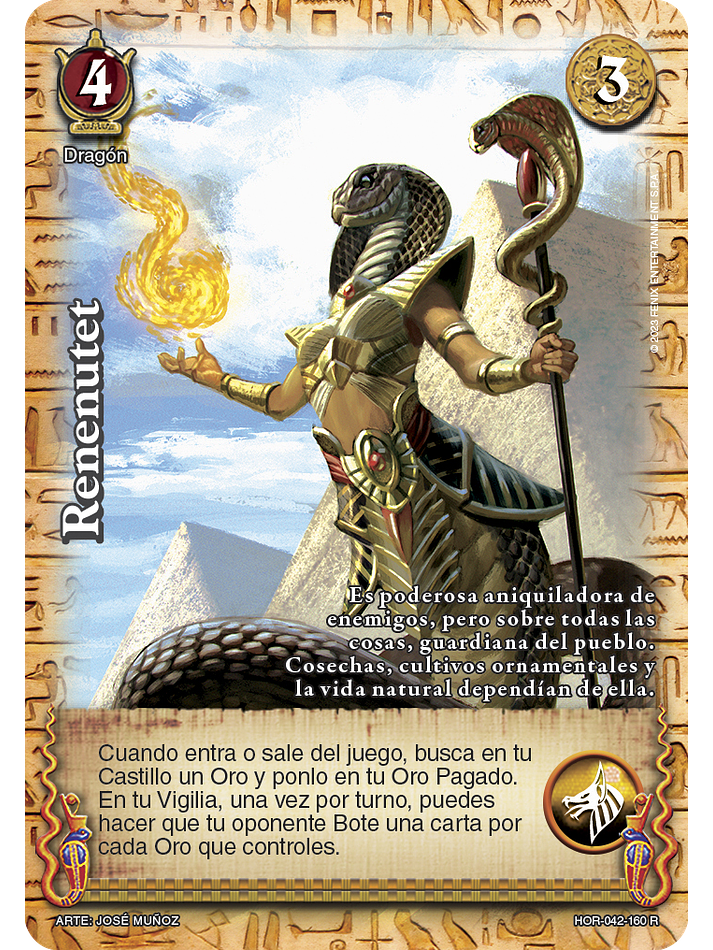 4
3
Dragón
© 2023 FENIX ENTERTAINMENT S.P.A.
Renenutet
Es poderosa aniquiladora de
enemigos, pero sobre todas las
cosas, guardiana del pueblo.
Cosechas, cultivos ornamentales y
la vida natural dependían de ella.
Cuando entra o sale del juego, busca en tu
Castillo un Oro y ponlo en tu Oro Pagado.
En tu Vigilia, una vez por turno, puedes
hacer que tu oponente Bote una carta por
cada Oro que controles.
ARTE: JOSÉ MUÑOZ
HOR-042-160 R